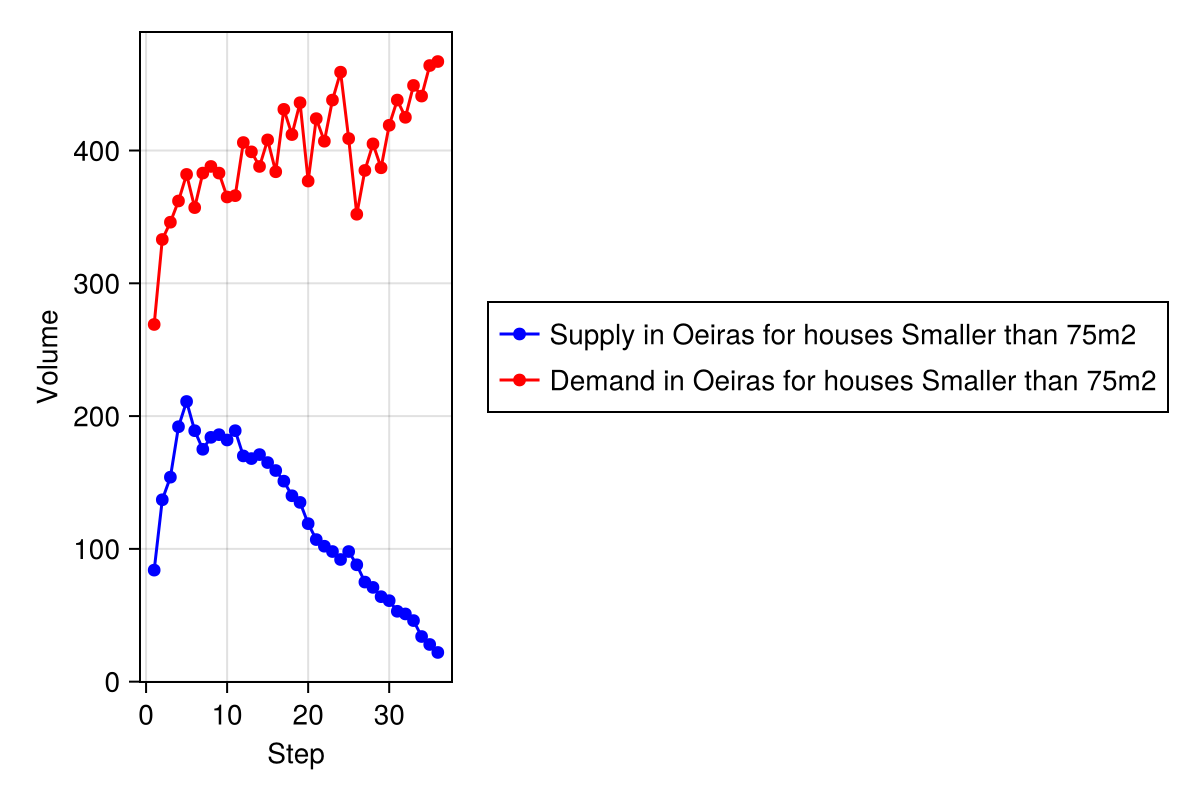 400
300
200
100
0
Volume
0 10 20 30
Step
Supply in Oeiras for houses Smaller than 75m2
Demand in Oeiras for houses Smaller than 75m2